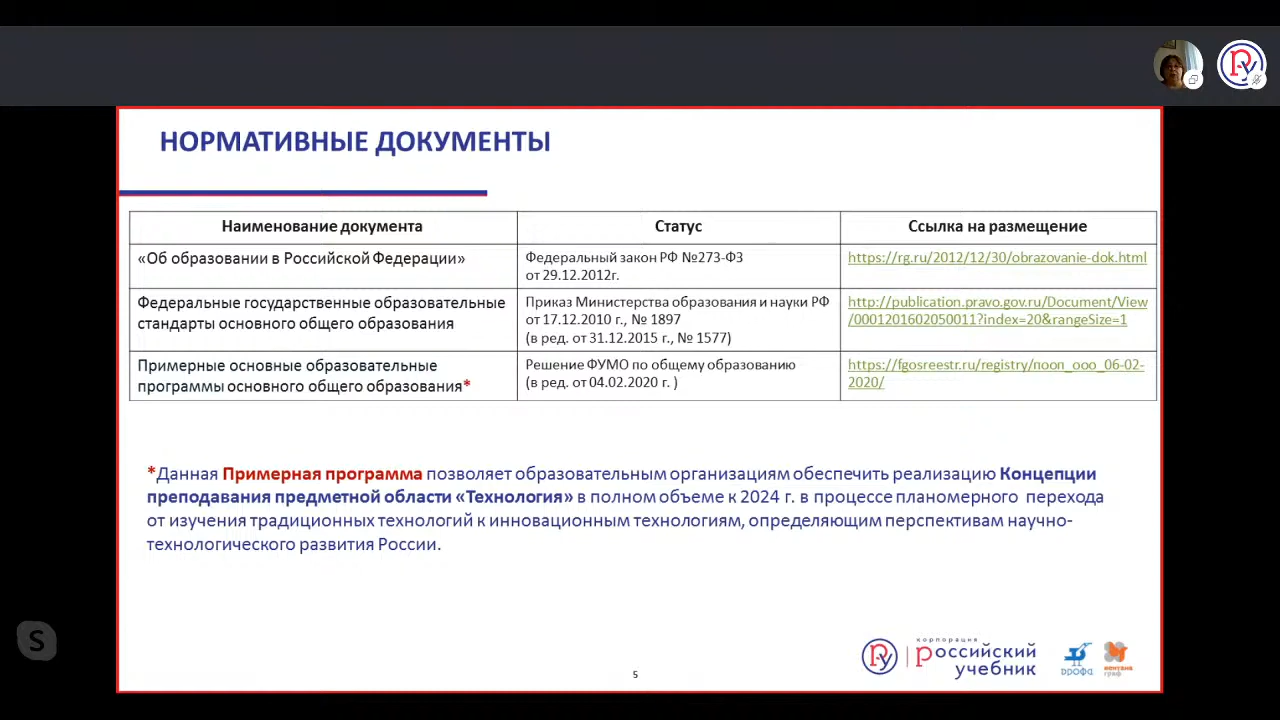 НОРМАТИВНЫЕ ДОКУМЕНТЫ
Наименование документа
Статус
Ссылка на размещение
«Об образовании в Российской Федерации»
Федеральный закон РФ №273-ФЗ
от 29.12.2012г.
https://rg.ru/2012/12/30/obrazovanie-dok.html
Федеральные государственные образовательные
стандарты основного общего образования
Приказ Министерства образования и науки РФ
от 17.12.2010 г., № 1897
(в ред. от 31.12.2015 г., № 1577)
http://publication.pravo.gov.ru/Document/View
/0001201602050011?index=20&rangeSize=1
Примерные основные образовательные
программы основного общего образования*
Решение ФУМО по общему образованию
(в ред. от 04.02.2020 г. )
https://fgosreestr.ru/registry/пооп_ооо_06-02-
2020/
*Данная Примерная программа позволяет образовательным организациям обеспечить реализацию Концепции
преподавания предметной области «Технология» в полном объеме к 2024 г. в процессе планомерного перехода
от изучения традиционных технологий к инновационным технологиям, определяющим перспективам научно-
технологического развития России.
S
5
РУ
корпорация
российский
учебник
дрофа
вентана
граф